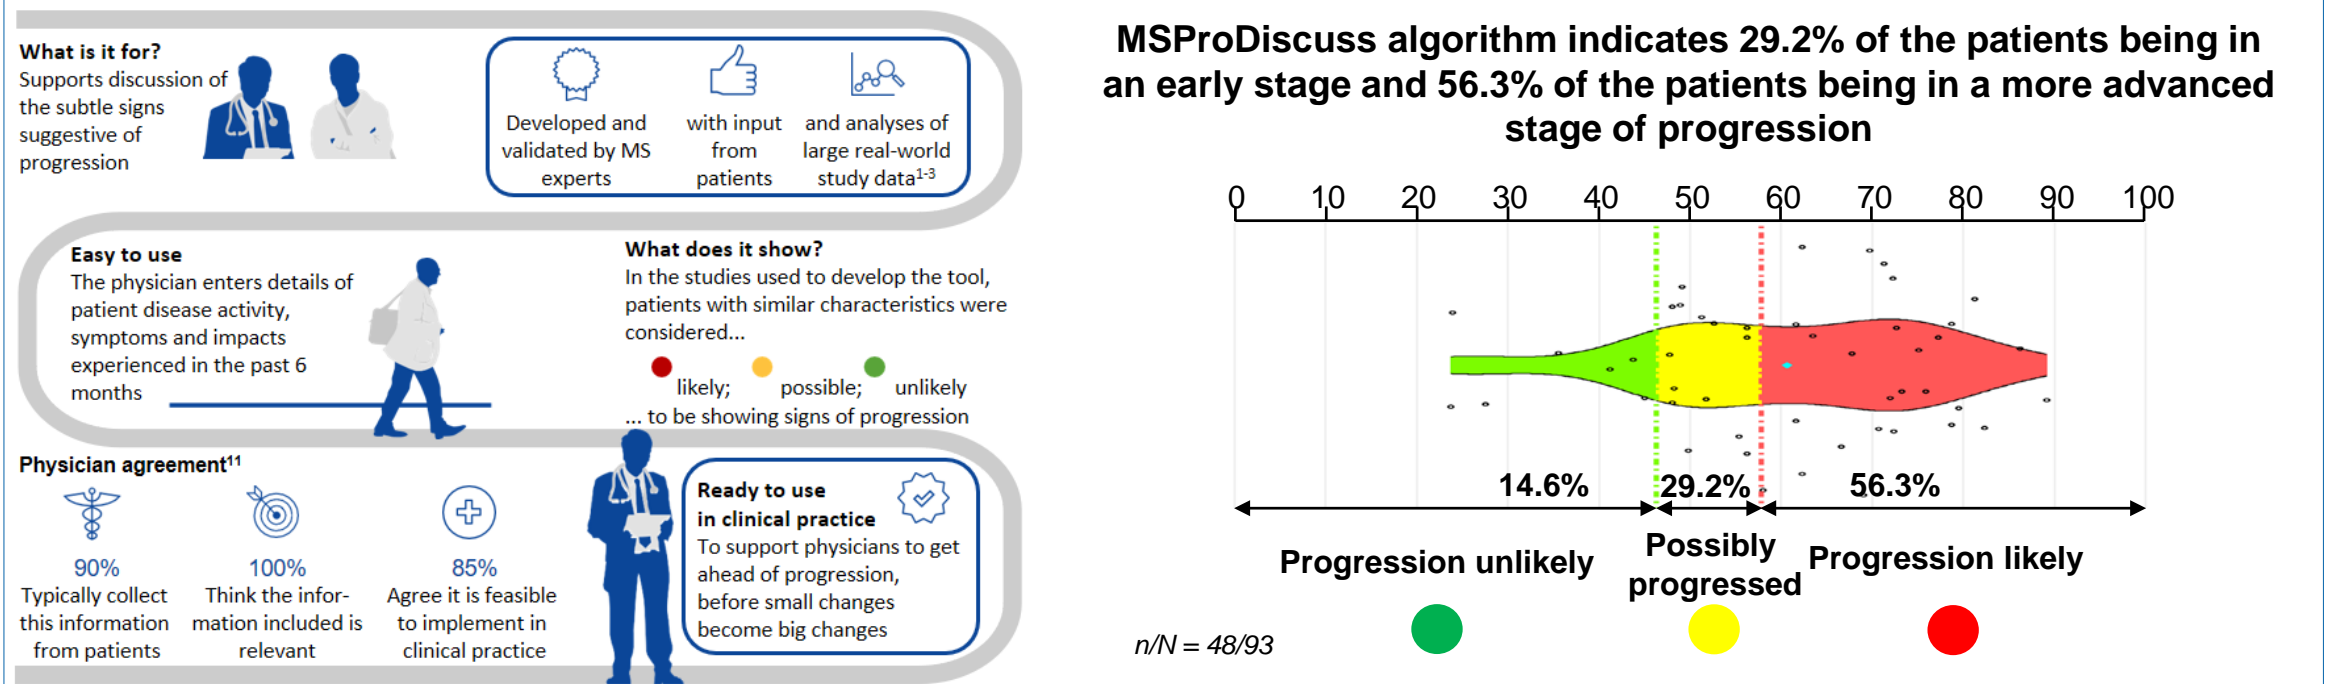 What is it for?
Supports discussion of
the subtle signs
suggestive of
progression
Developed and
validated by MS
experts
with input
from
patients
and analyses of
large real-world
study data1-3
Easy to use
The physician enters details of
patient disease activity,
symptoms and impacts
experienced in the past 6
months
What does it show?
In the studies used to develop the tool,
patients with similar characteristics were
considered...
likely; possible; unlikely
... to be showing signs of progression
Physician agreement11
90%
Typically collect
this information
from patients
100%
Think the infor-
mation included is
relevant
85%
Agree it is feasible
to implement in
clinical practice
Ready to use
in clinical practice
To support physicians to get
ahead of progression,
before small changes
become big changes
MSProDiscuss algorithm indicates 29.2% of the patients being in
an early stage and 56.3% of the patients being in a more advanced
stage of progression
0 10 20 30 40 50 60 70 80 90 100
14.6% 29.2% 56.3%
Progression unlikely
Possibly
progressed
Progression likely
n/N = 48/93